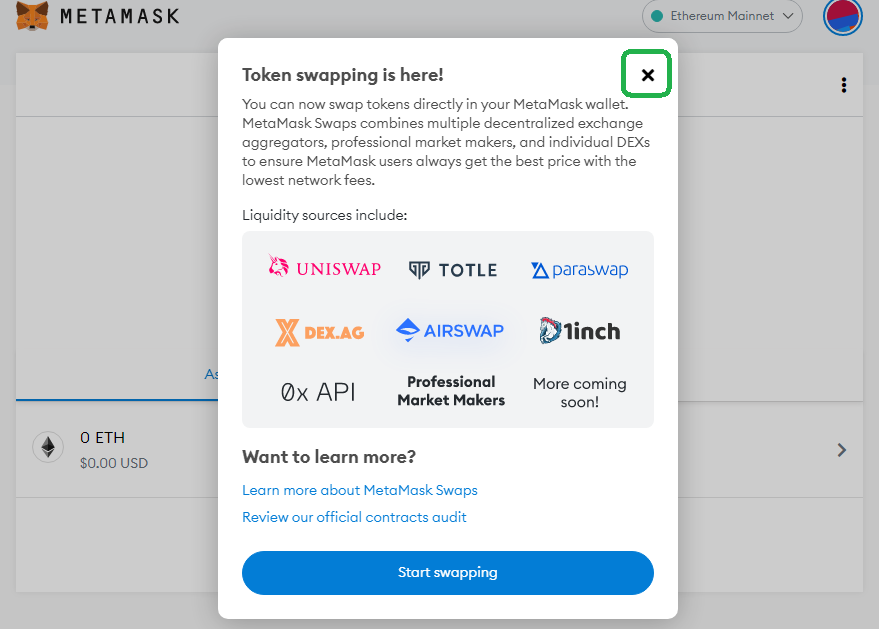 METAMASK
Ethereum Mainnet
Token swapping is here!
You can now swap tokens directly in your MetaMask wallet.
MetaMask Swaps combines multiple decentralized exchange
aggregators, professional market makers, and individual DEXs
to ensure MetaMask users always get the best price with the
lowest network fees.
Liquidity sources include:
UNISWAP TOTLE paraswap
DEX.AG AIRSWAP 1inch
0x API Professional Market Makers More coming soon!
As
0 ETH
$0.00 USD
Want to learn more?
Learn more about MetaMask Swaps
Review our official contracts audit
Start swapping